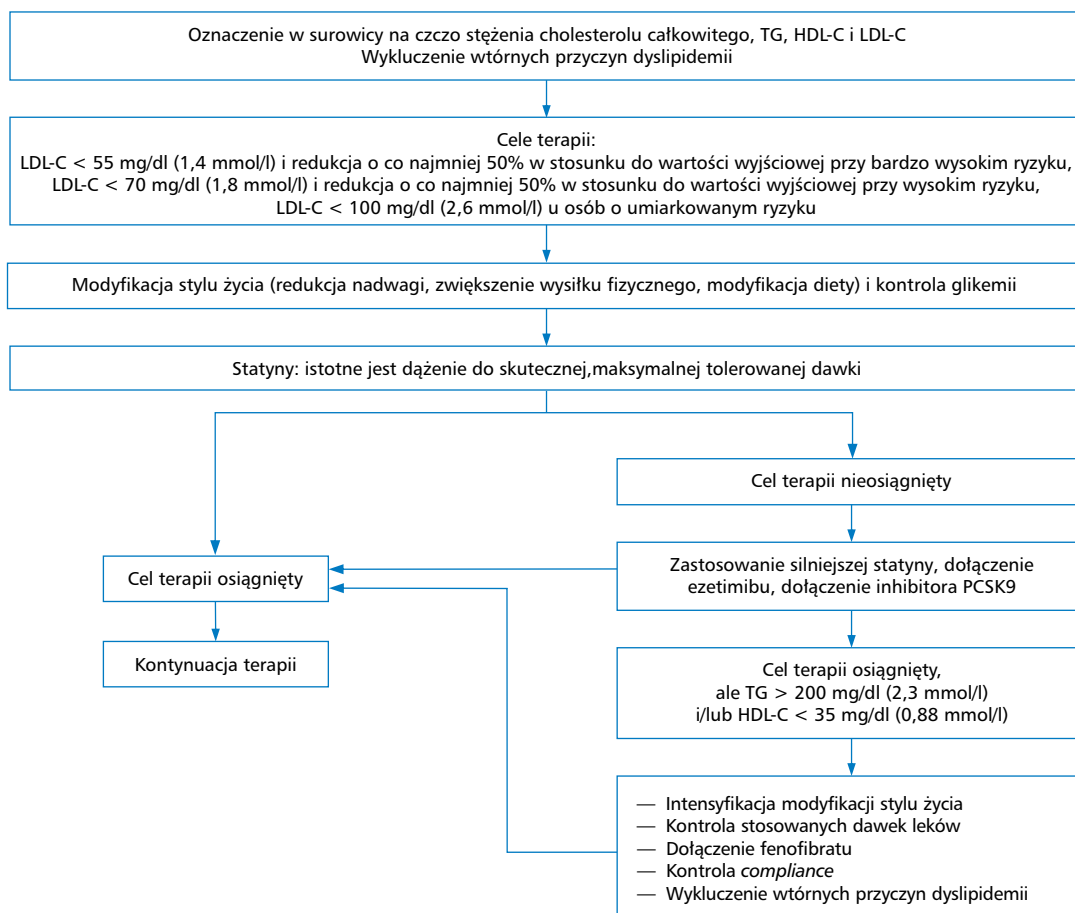 Oznaczenie w surowicy na czczo stężenia cholesterolu całkowitego, TG, HDL-C i LDL-C
Wykluczenie wtórnych przyczyn dyslipidemii
Cele terapii:
LDL-C < 55 mg/dl (1,4 mmol/l) i redukcja o co najmniej 50% w stosunku do wartości wyjściowej przy bardzo wysokim ryzyku,
LDL-C < 70 mg/dl (1,8 mmol/l) i redukcja o co najmniej 50% w stosunku do wartości wyjściowej przy wysokim ryzyku,
LDL-C < 100 mg/dl (2,6 mmol/l) u osób o umiarkowanym ryzyku
Modyfikacja stylu życia (redukcja nadwagi, zwiększenie wysiłku fizycznego, modyfikacja diety) i kontrola glikemii
Statyny: istotne jest dążenie do skutecznej,maksymalnej tolerowanej dawki
Cel terapii nieosiągnięty
Cel terapii osiągnięty
Zastosowanie silniejszej statyny, dołączenie
ezetimibu, dołączenie inhibitora PCSK9
Kontynuacja terapii
Cel terapii osiągnięty,
ale TG > 200 mg/dl (2,3 mmol/l)
i/lub HDL-C < 35 mg/dl (0,88 mmol/l)
— Intensyfikacja modyfikacji stylu życia
— Kontrola stosowanych dawek leków
— Dołączenie fenofibratu
— Kontrola compliance
— Wykluczenie wtórnych przyczyn dyslipidemii